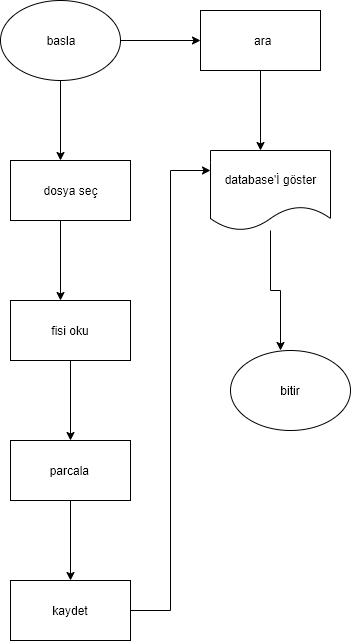 basla
ara
dosya seç
database'İ göster
fisi oku
bitir
parcala
kaydet